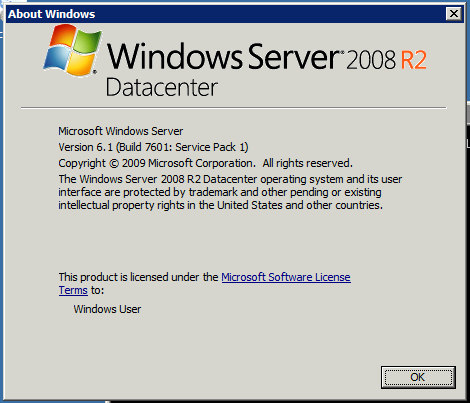 About Windows
Windows Server 2008 R2
Datacenter
Microsoft Windows Server
Version 6.1 (Build 7601: Service Pack 1)
Copyright © 2009 Microsoft Corporation. All rights reserved.
The Windows Server 2008 R2 Datacenter operating system and its user
interface are protected by trademark and other pending or existing
intellectual property rights in the United States and other countries.
This product is licensed under the Microsoft Software License
Terms to:
Windows User
OK